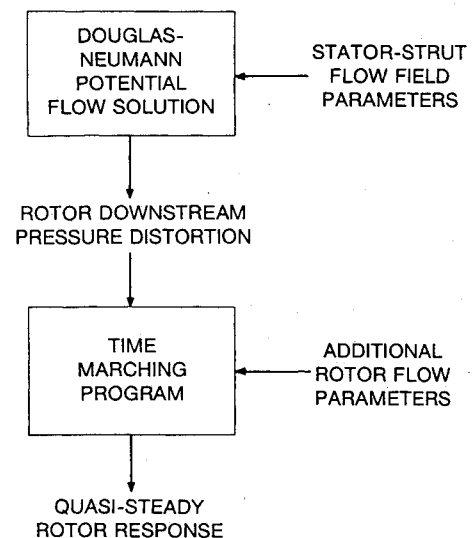 DOUGLAS-
NEUMANN
POTENTIAL
FLOW SOLUTION
STATOR-STRUT
FLOW FIELD
PARAMETERS
ROTOR DOWNSTREAM
PRESSURE DISTORTION
TIME
MARCHING
PROGRAM
ADDITIONAL
ROTOR FLOW
PARAMETERS
QUASI-STEADY
ROTOR RESPONSE